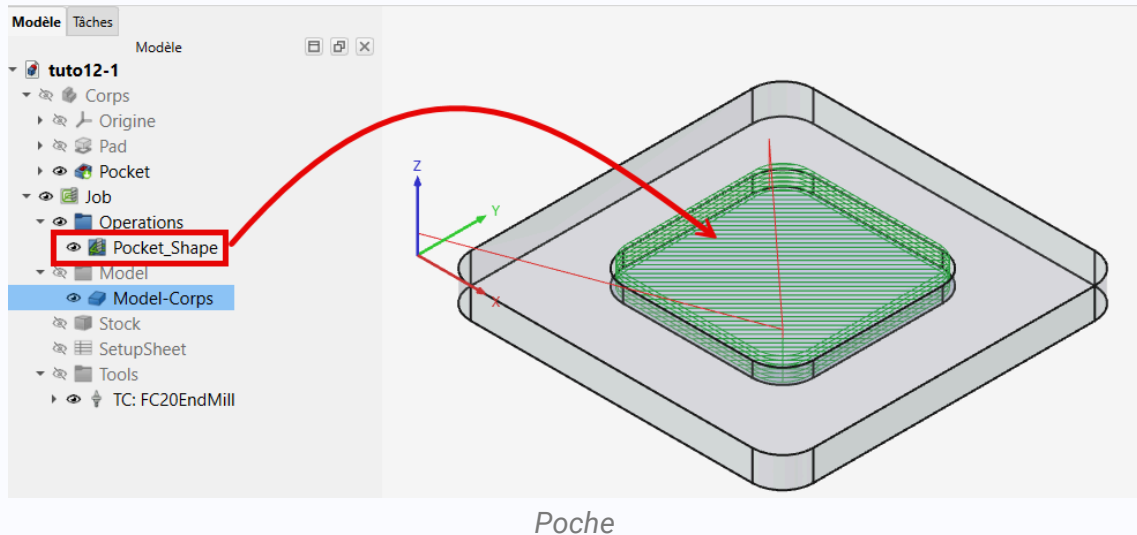 Modèle Tâches
Modèle
tuto12-1
Corps
Origine
Pad
Pocket
Job
Operations
Pocket_Shape
Model
Model-Corps
Stock
SetupSheet
Tools
TC: FC20EndMill
Z
Y
X
Poche